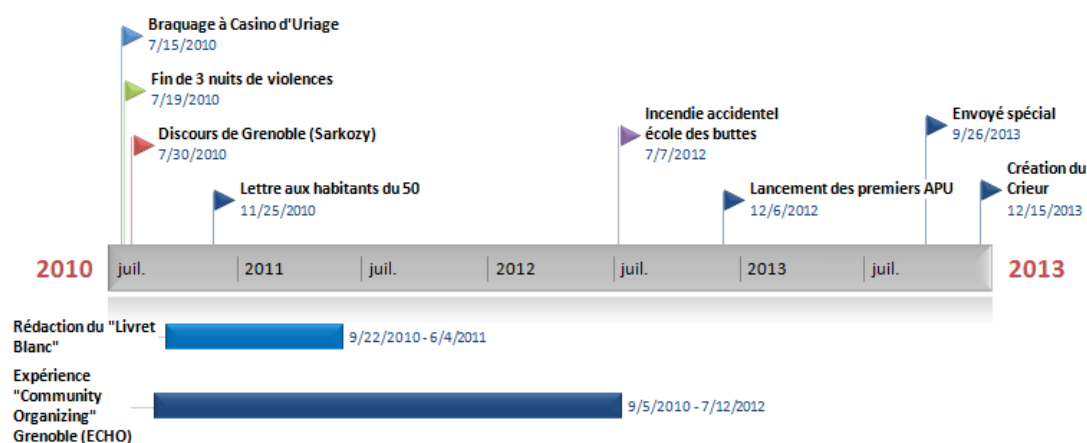 Braquage à Casino d'Uriage
7/15/2010
Fin de 3 nuits de violences
7/19/2010
Discours de Grenoble (Sarkozy)
7/30/2010
Lettre aux habitants du 50
11/25/2010
Incendie accidentel
école des buttes
7/7/2012
Lancement des premiers APU
12/6/2012
Envoyé spécial
9/26/2013
Création du
Crieur
12/15/2013
2010
juil.
2011
juil.
2012
juil.
2013
juil.
2013
Rédaction du "Livret
Blanc"
9/22/2010 - 6/4/2011
Expérience
"Community
Organizing"
Grenoble (ECHO)
9/5/2010 - 7/12/2012